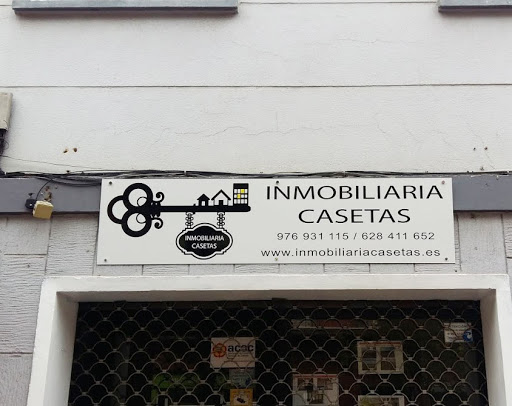 INMOBILIARIA
CASETAS
976 931 115 / 628 411 652
www.inmobiliariacasetas.es
INMOBILIARIA
CASETAS